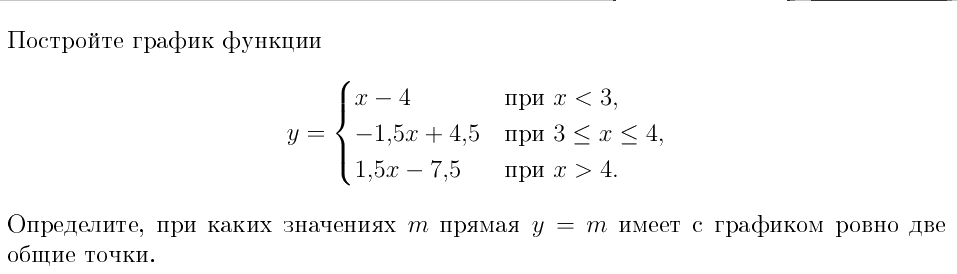 Постройте график функции
y = { x − 4 при x < 3,
−1,5x + 4,5 при 3 ≤ x ≤ 4,
1,5x − 7,5 при x > 4.
Определите, при каких значениях m прямая y = m имеет с графиком ровно две
общие точки.